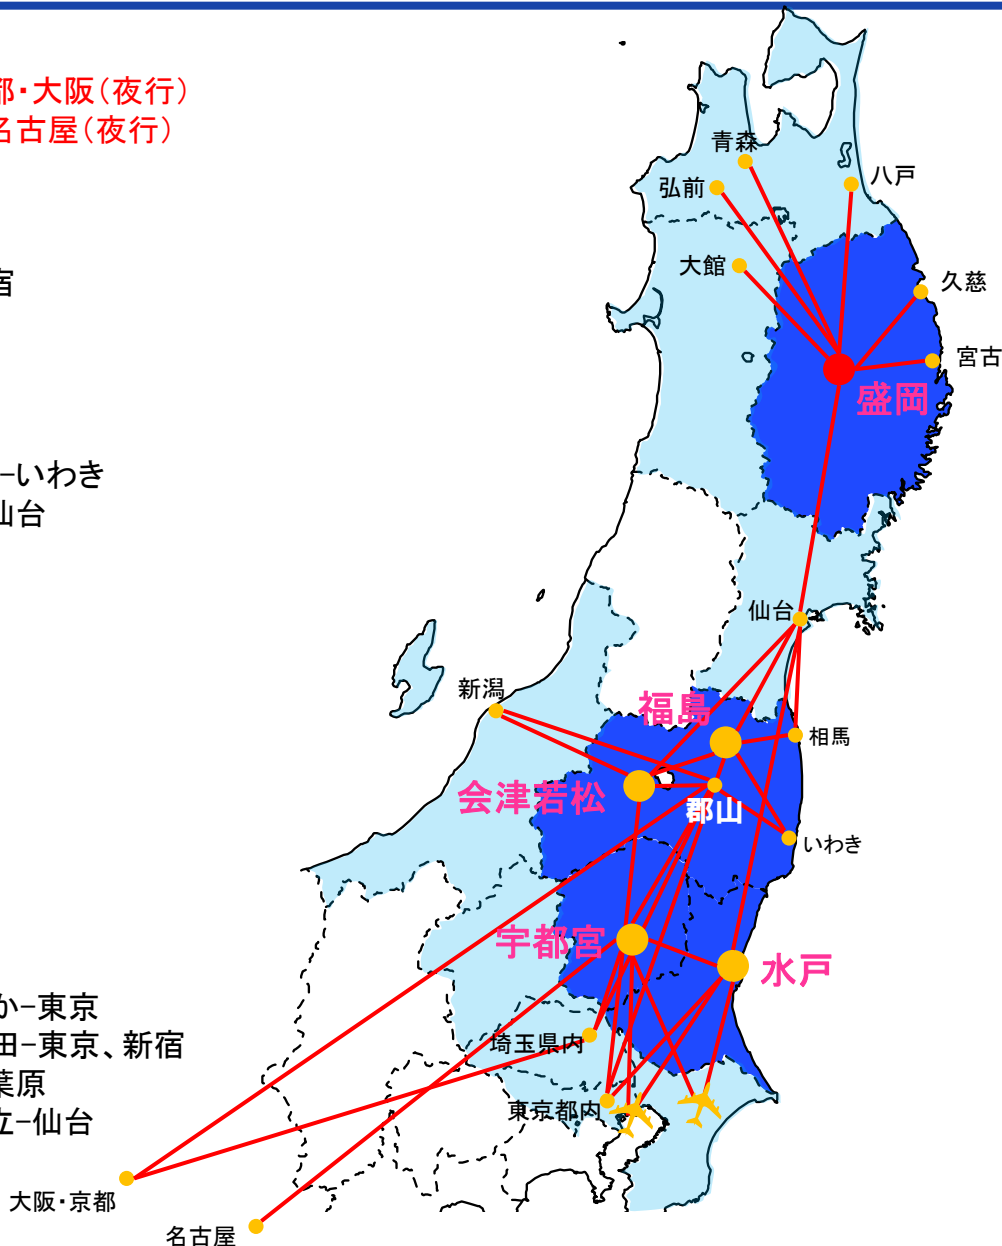 都・大阪（夜行）
名古屋（夜行）
宿
−いわき
仙台
か−東京
田−東京、新宿
葉原
立−仙台
青森
弘前
八戸
大館
久慈
宮古
盛岡
仙台
新潟
福島
相馬
会津若松
郡山
いわき
宇都宮
水戸
埼玉県内
東京都内
大阪・京都
名古屋